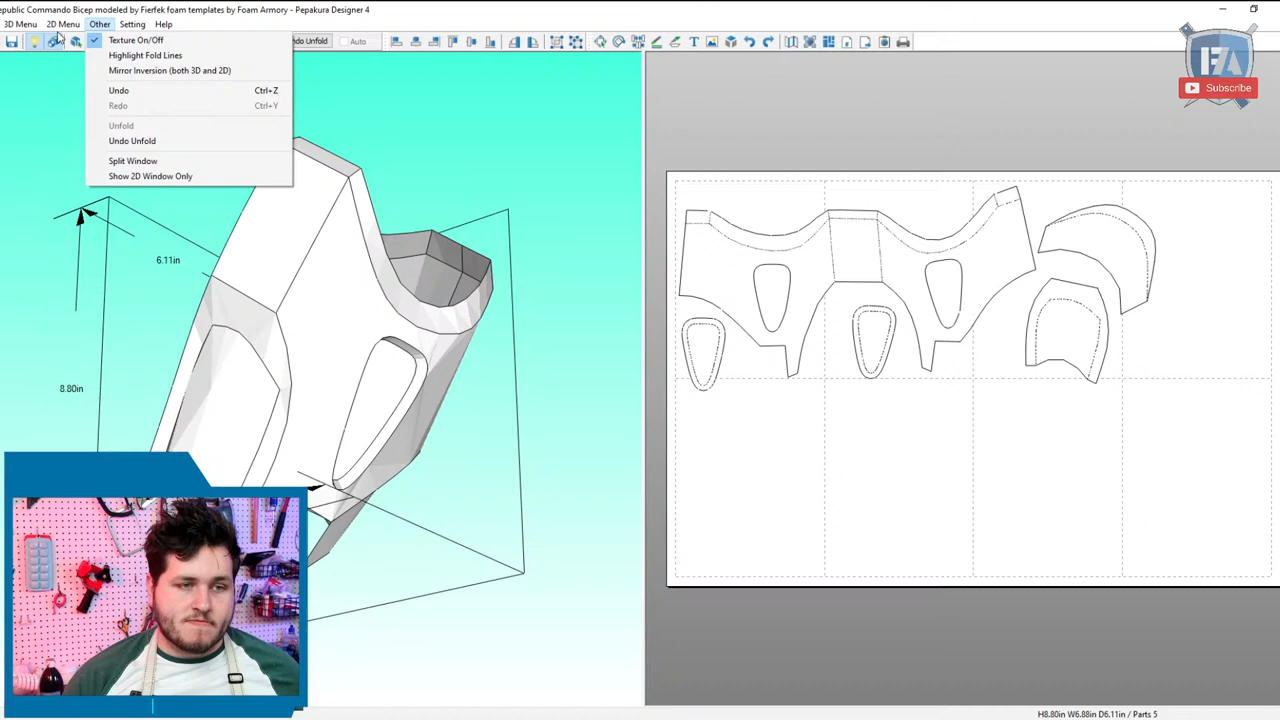 epublic Commando Bicep modeled by Fierfek foam templates by Foam Armory - Pepakura Designer 4
3D Menu 2D Menu Other Setting Help
nde Unfold Auto
Texture On/Off
Highlight Fold Lines
Mirror Inversion (both 3D and 2D)
Undo Ctrl+Z
Redo Ctrl+Y
Unfold
Undo Unfold
Split Window
Show 2D Window Only
FA
Subscribe
6.11in
8.80in
H8.80in W6.88in D6.11in / Parts 5